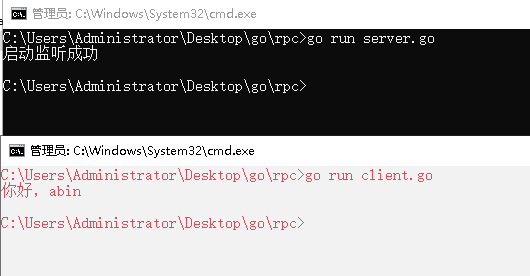 管理员: C:\Windows\System32\cmd.exe
C:\Users\Administrator\Desktop\go\rpc>go run server.go
启动监听成功
C:\Users\Administrator\Desktop\go\rpc>
管理员: C:\Windows\System32\cmd.exe
C:\Users\Administrator\Desktop\go\rpc>go run client.go
你好，abin
C:\Users\Administrator\Desktop\go\rpc>